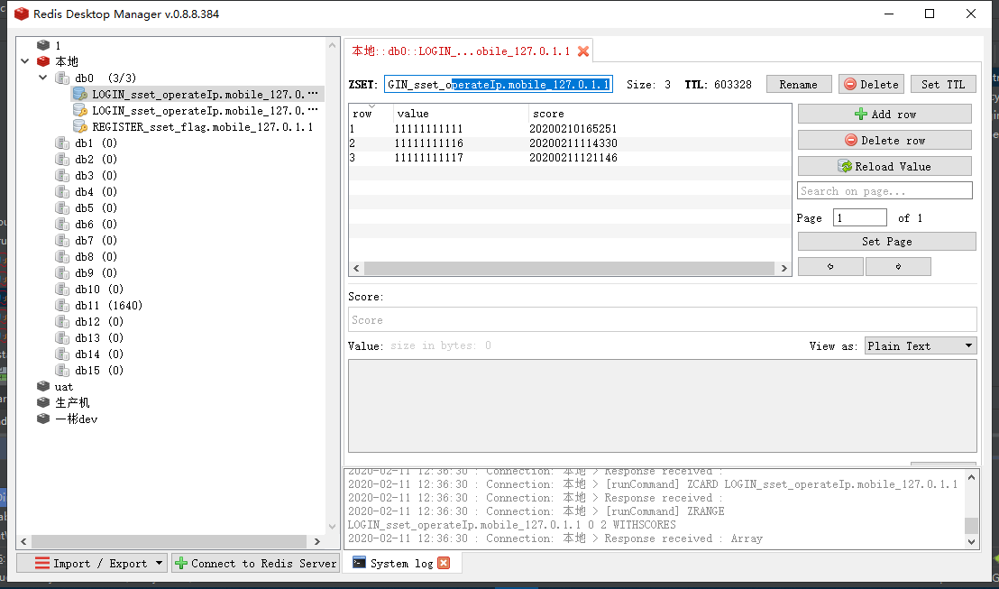 Redis Desktop Manager v.0.8.8.384
1
本地
db0 (3/3)
LOGIN_sset_operateIp.mobile_127.0.···
LOGIN_sset_operateIp.mobile_127.0.···
REGISTER_sset_flag.mobile_127.0.1.1
db1 (0)
db2 (0)
db3 (0)
db4 (0)
db5 (0)
db6 (0)
db7 (0)
db8 (0)
db9 (0)
db10 (0)
db11 (1640)
db12 (0)
db13 (0)
db14 (0)
db15 (0)
uat
生产机
一彬dev
Import / Export
Connect to Redis Server
本地::db0::LOGIN_...obile_127.0.1.1
ZSET: GIN_sset_operateIp.mobile_127.0.1.1 Size: 3 TTL: 603328 Rename Delete Set TTL
row value score
1 11111111111 20200210165251
2 11111111116 20200211114330
3 11111111117 20200211121146
Add row
Delete row
Reload Value
Search on page...
Page 1 of 1
Set Page
Score:
Score
Value: size in bytes: 0 View as: Plain Text
2020-02-11 12:36:30 : Connection: 本地 > Response received :
2020-02-11 12:36:30 : Connection: 本地 > [runCommand] ZCARD LOGIN_sset_operateIp.mobile_127.0.1.1
2020-02-11 12:36:30 : Connection: 本地 > Response received :
2020-02-11 12:36:30 : Connection: 本地 > [runCommand] ZRANGE
LOGIN_sset_operateIp.mobile_127.0.1.1 0 2 WITHSCORES
2020-02-11 12:36:30 : Connection: 本地 > Response received : Array
System log